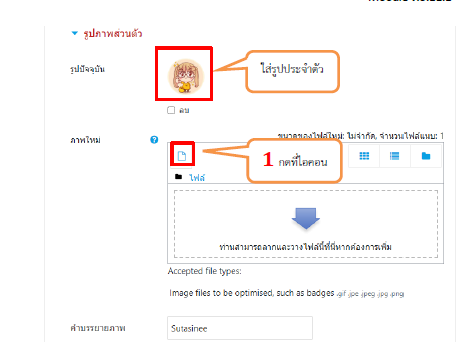 รูปภาพส่วนตัว
รูปปัจจุบัน
ใส่รูปประจำตัว
ลบ
ภาพใหม่
ขนาดของไฟล์ใหม่: ไม่จำกัด, จำนวนไฟล์แนบ: 1
1 กดที่ไอคอน
ไฟล์
ท่านสามารถลากและวางไฟล์นี้ที่นี่หากต้องการเพิ่ม
Accepted file types:
Image files to be optimised, such as badges .gif .jpe .jpeg .jpg .png
คำบรรยายภาพ
Sutasinee